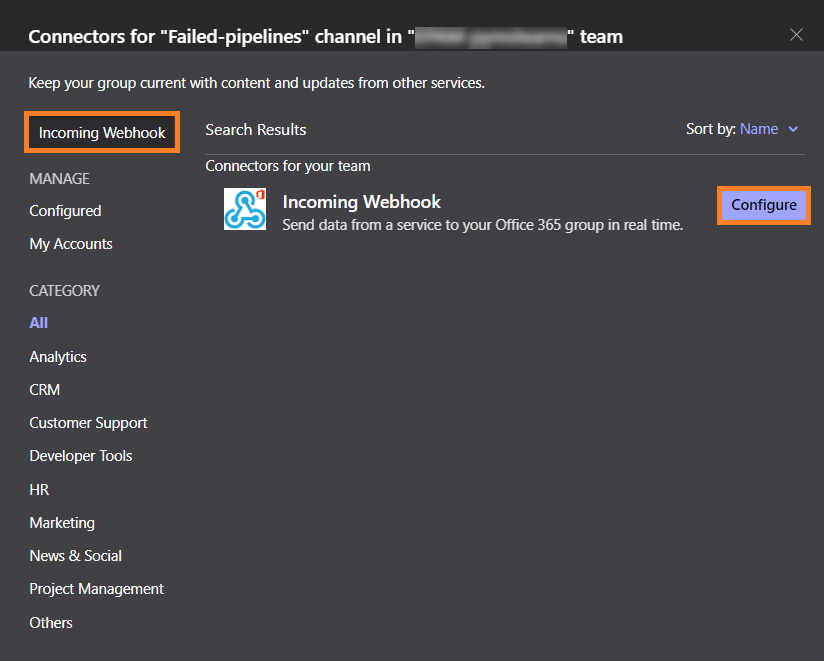 Connectors for "Failed-pipelines" channel in " " team
Keep your group current with content and updates from other services.
Incoming Webhook
MANAGE
Configured
My Accounts
CATEGORY
All
Analytics
CRM
Customer Support
Developer Tools
HR
Marketing
News & Social
Project Management
Others
Search Results
Sort by: Name
Connectors for your team
Incoming Webhook
Send data from a service to your Office 365 group in real time.
Configure